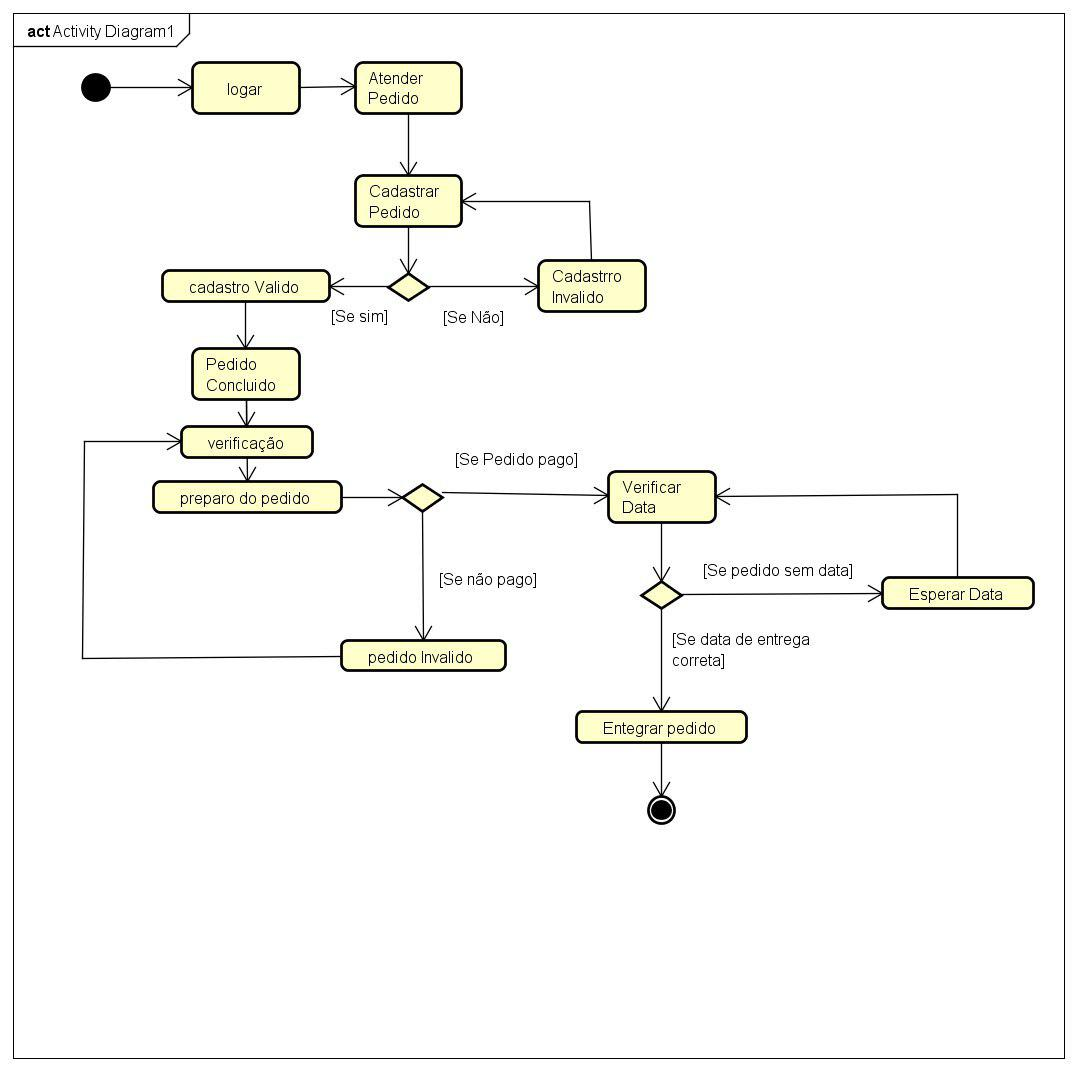 act Activity Diagram1
logar
Atender
Pedido
Cadastrar
Pedido
cadastro Valido
Cadastrro
Invalido
[Se sim]
[Se Não]
Pedido
Concluido
verificação
[Se Pedido pago]
preparo do pedido
Verificar
Data
[Se não pago]
[Se pedido sem data]
Esperar Data
[Se data de entrega
correta]
pedido Invalido
Entegrar pedido